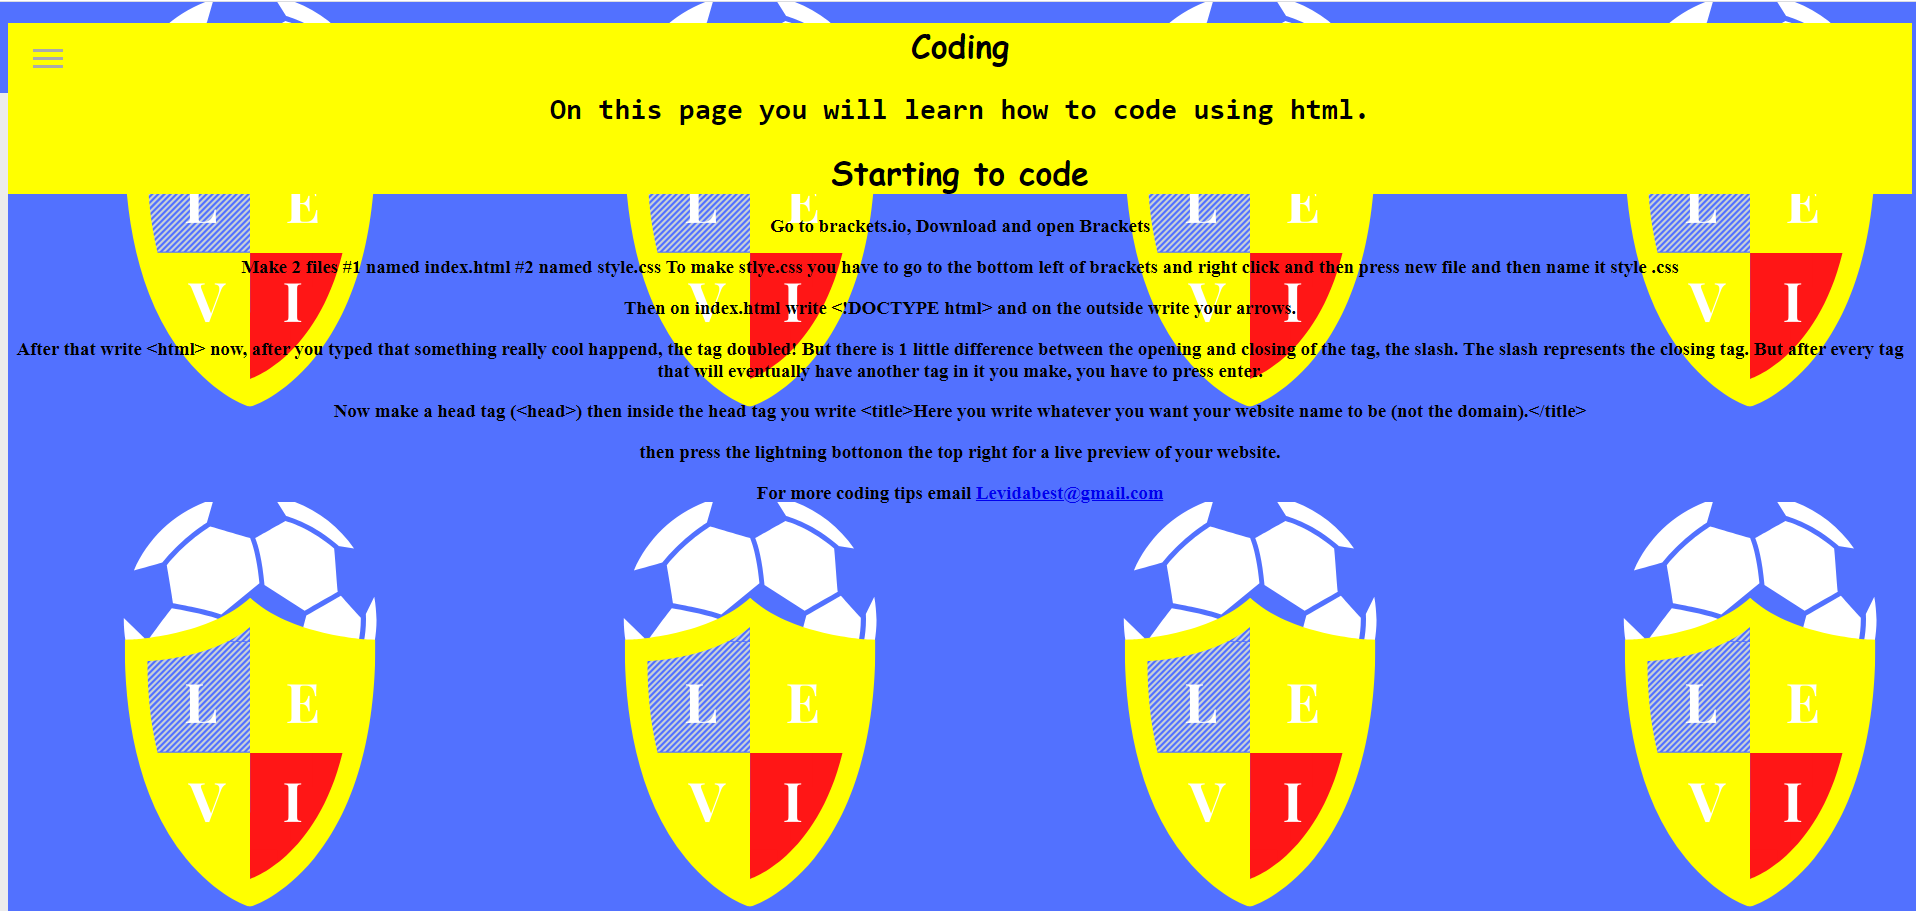 Coding
On this page you will learn how to code using html.
Starting to code
L E L E L E L E
Go to brackets.io, Download and open Brackets
Make 2 files #1 named index.html #2 named style.css To make stlye.css you have to go to the bottom left of brackets and right click and then press new file and then name it style .css
V I V I V I V I
Then on index.html write <!DOCTYPE html> and on the outside write your arrows.
After that write <html> now, after you typed that something really cool happend, the tag doubled! But there is 1 little difference between the opening and closing of the tag, the slash. The slash represents the closing tag. But after every tag
that will eventually have another tag in it you make, you have to press enter.
Now make a head tag (<head>) then inside the head tag you write <title>Here you write whatever you want your website name to be (not the domain).</title>
then press the lightning bottonon the top right for a live preview of your website.
For more coding tips email Levidabest@gmail.com
L E L E L E L E
V I V I V I V I